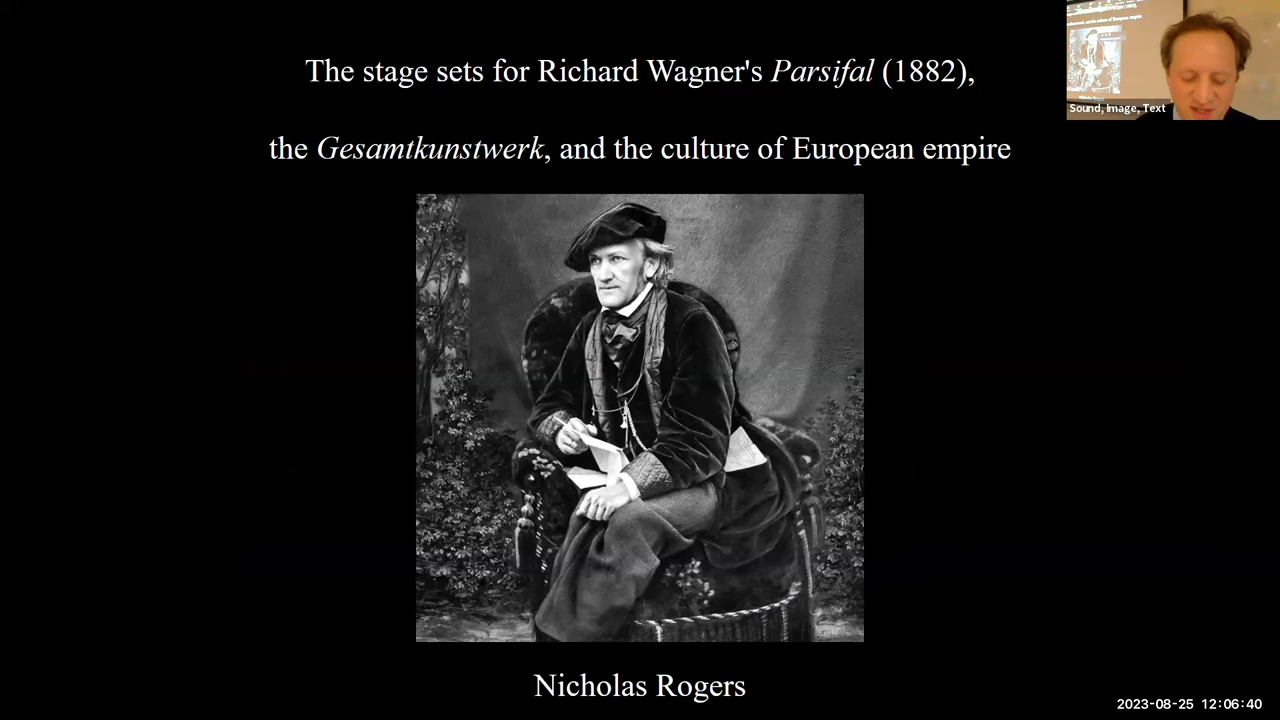 The stage sets for Richard Wagner's Parsifal (1882),
the Gesamtkunstwerk, and the culture of European empire
Sound, Image, Text
Nicholas Rogers
2023-08-25 12:06:40